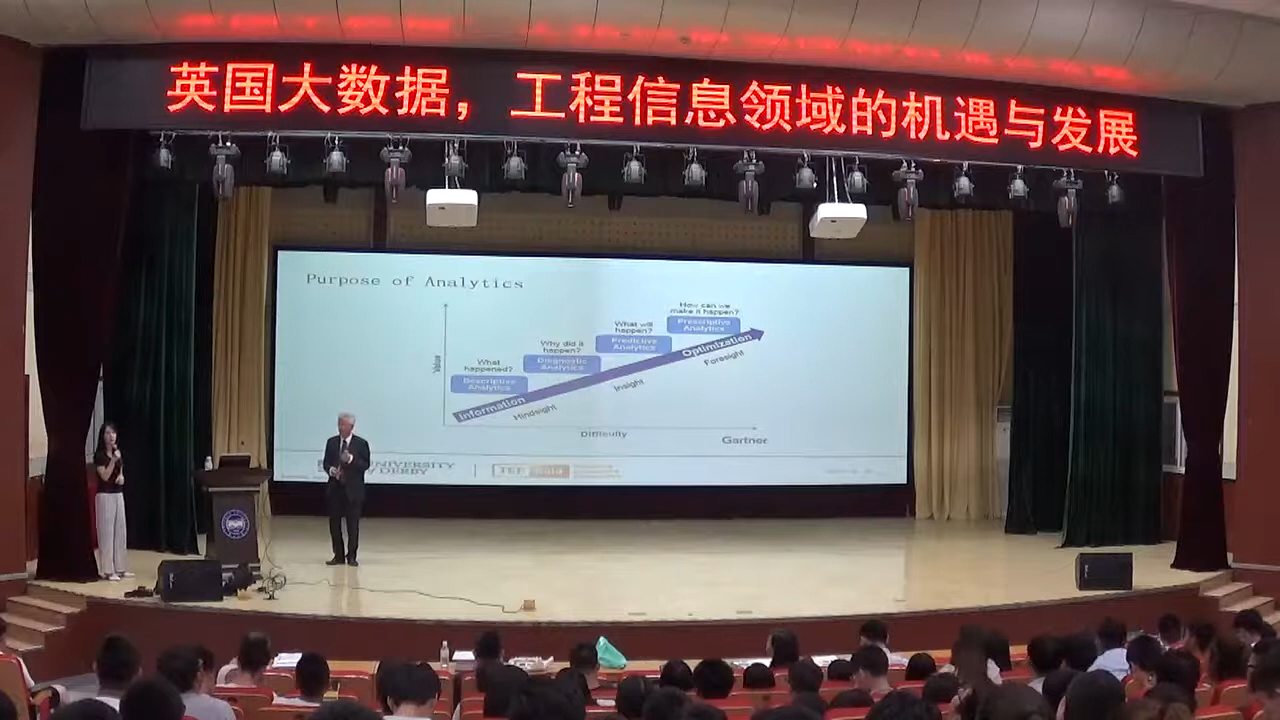 英国大数据，工程信息领域的机遇与发展
Purpose of Analytics
How can we
make it happen?
Prescriptive
Analytics
What will
happen?
Predictive
Analytics
Why did it
happen?
Diagnostic
Analytics
What
happened?
Descriptive
Analytics
Value
Information
Optimization
Hindsight
Insight
Foresight
Difficulty
Gartner
UNIVERSITY
DERBY
TEF Gold